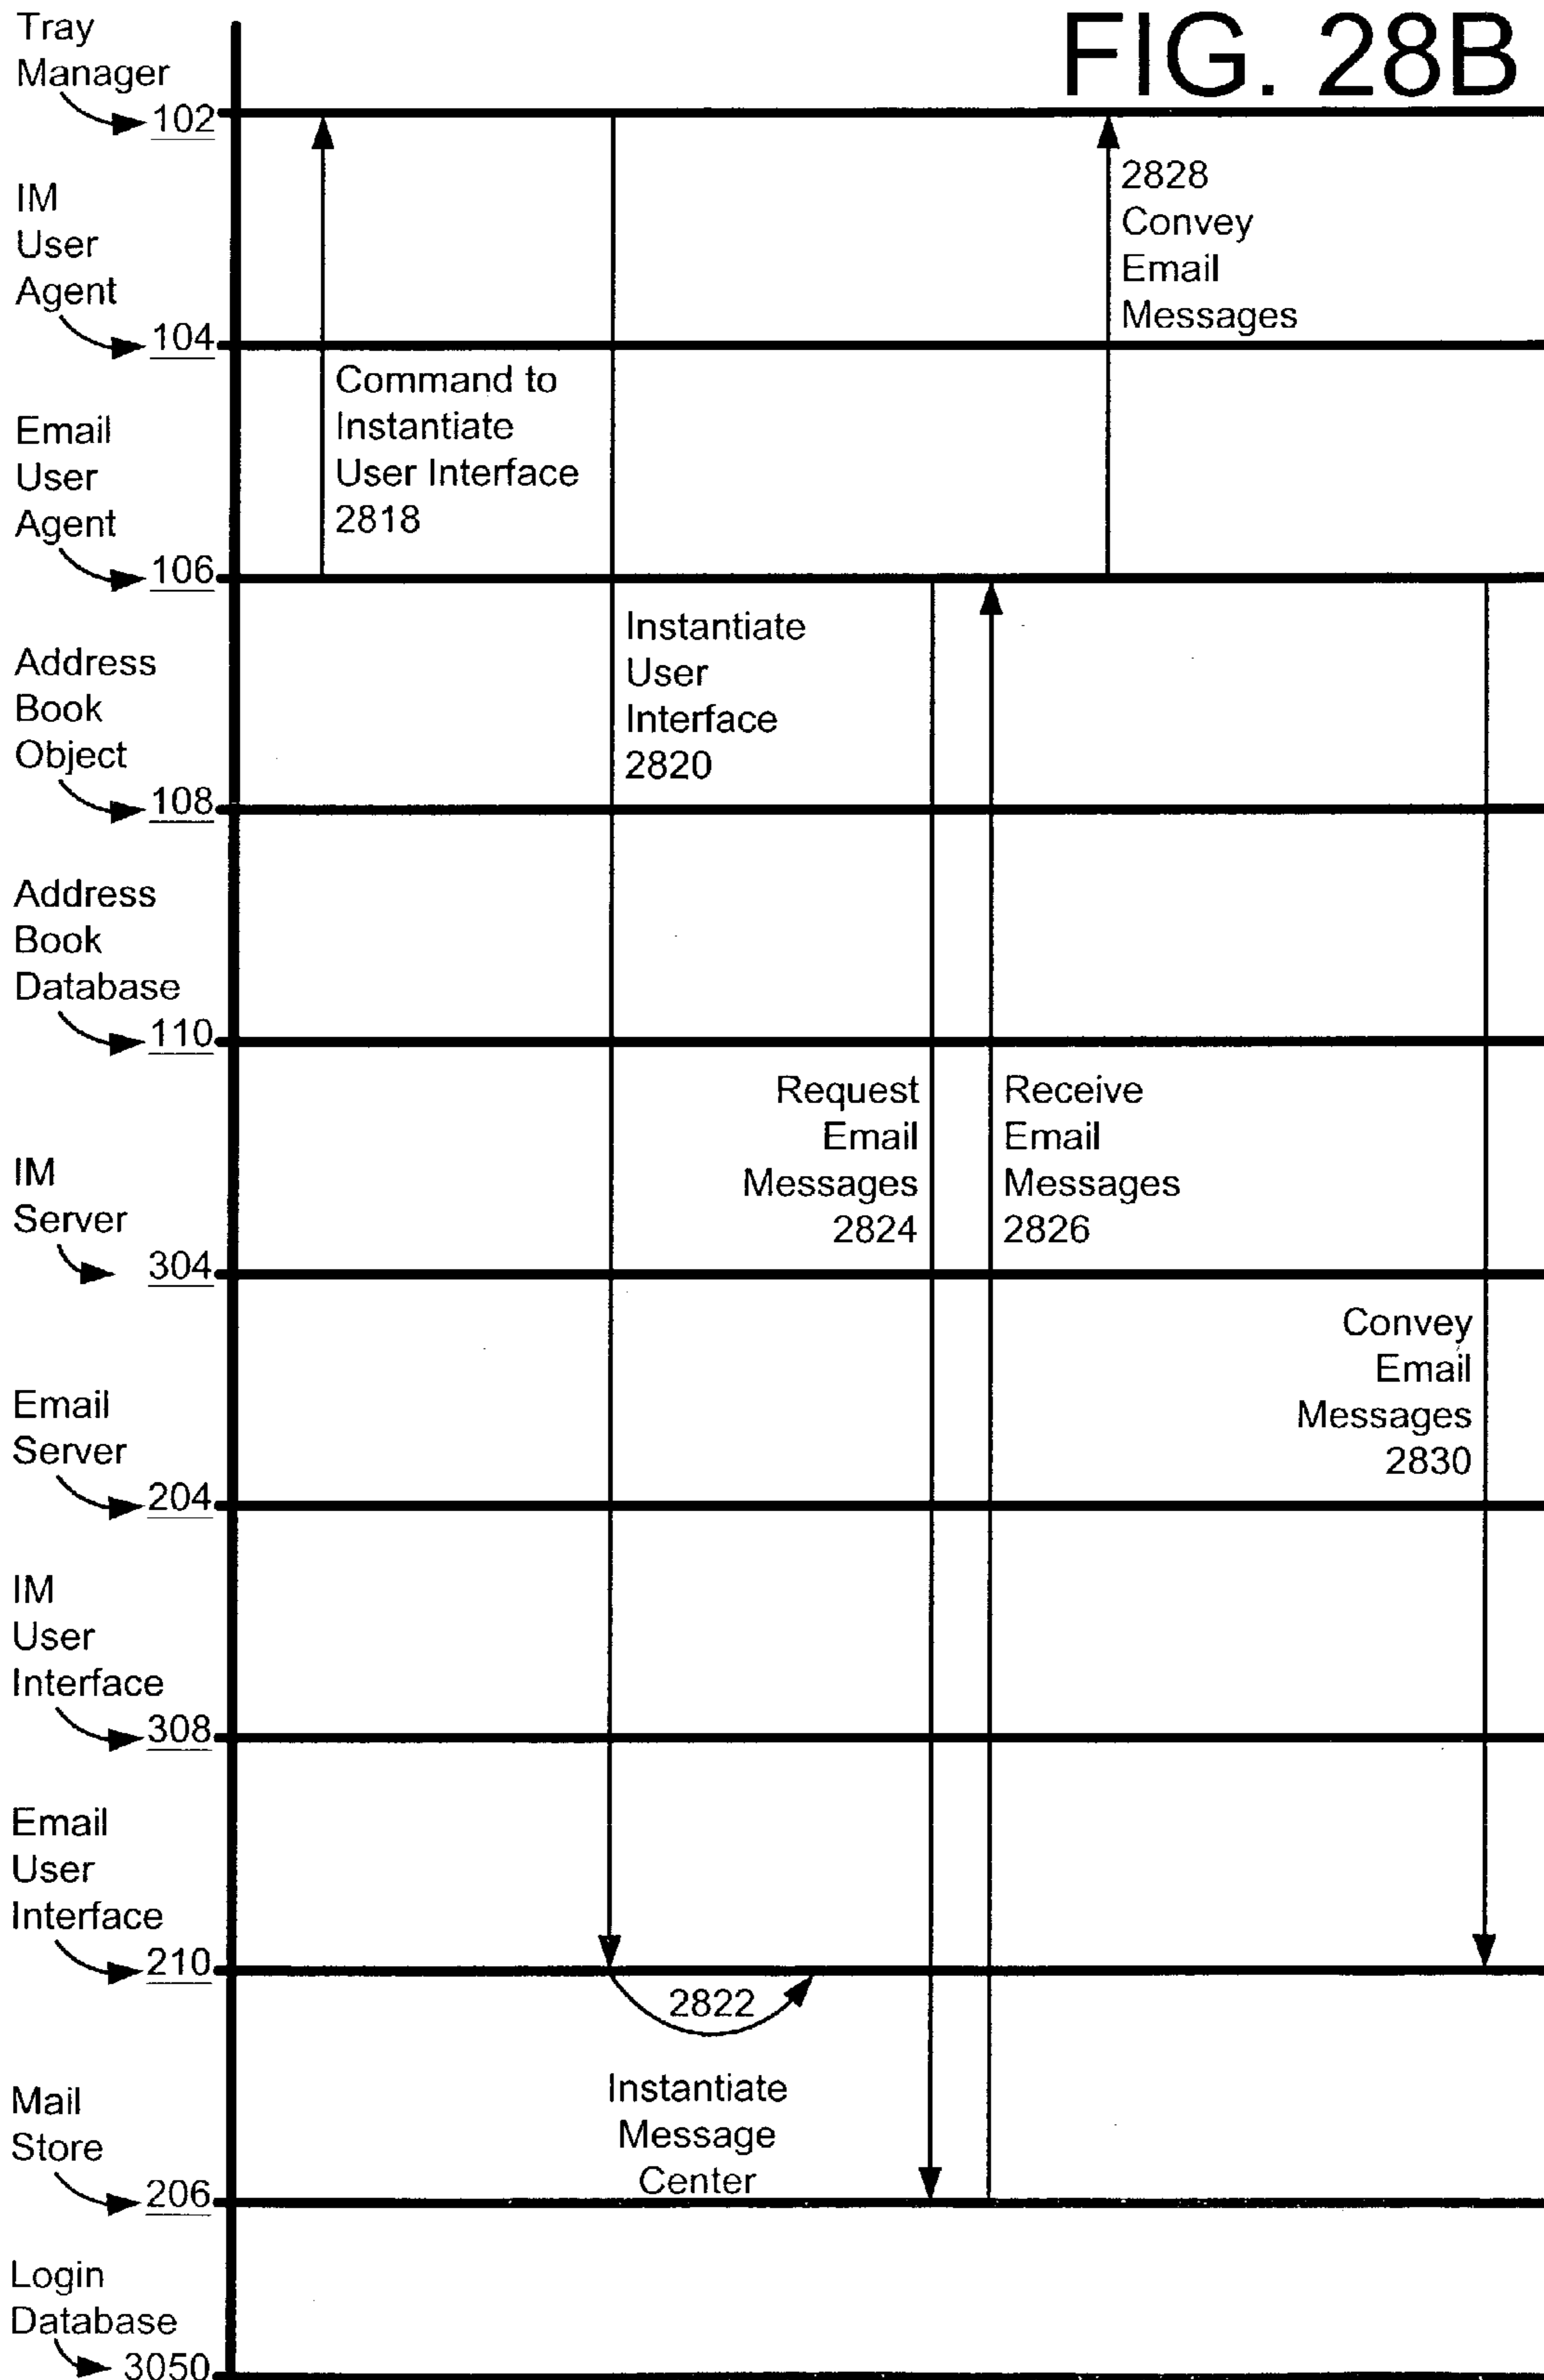 FIG. 28B
Tray
Manager
102
IM
User
Agent
104
Email
User
Agent
106
Address
Book
Object
108
Address
Book
Database
110
IM
Server
304
Email
Server
204
IM
User
Interface
308
Email
User
Interface
210
Mail
Store
206
Login
Database
3050
Command to
Instantiate
User Interface
2818
Instantiate
User
Interface
2820
2822
Instantiate
Message
Center
Request
Email
Messages
2824
Receive
Email
Messages
2826
2828
Convey
Email
Messages
Convey
Email
Messages
2830